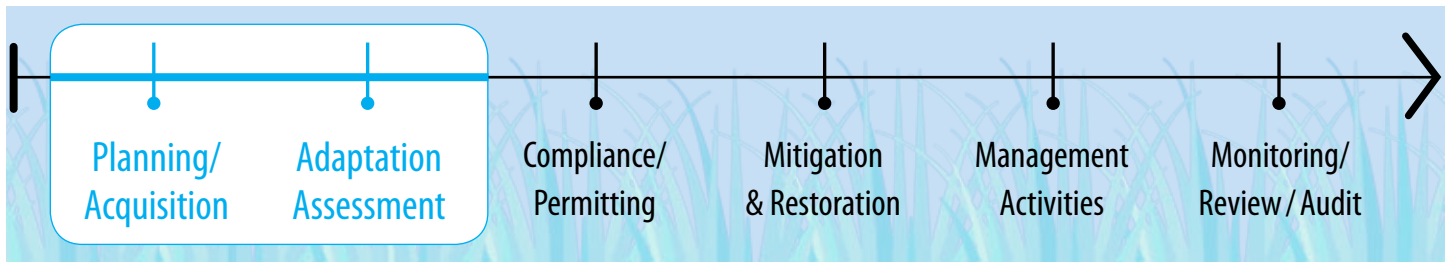 Planning/
Acquisition
Adaptation
Assessment
Compliance/
Permitting
Mitigation
& Restoration
Management
Activities
Monitoring/
Review / Audit